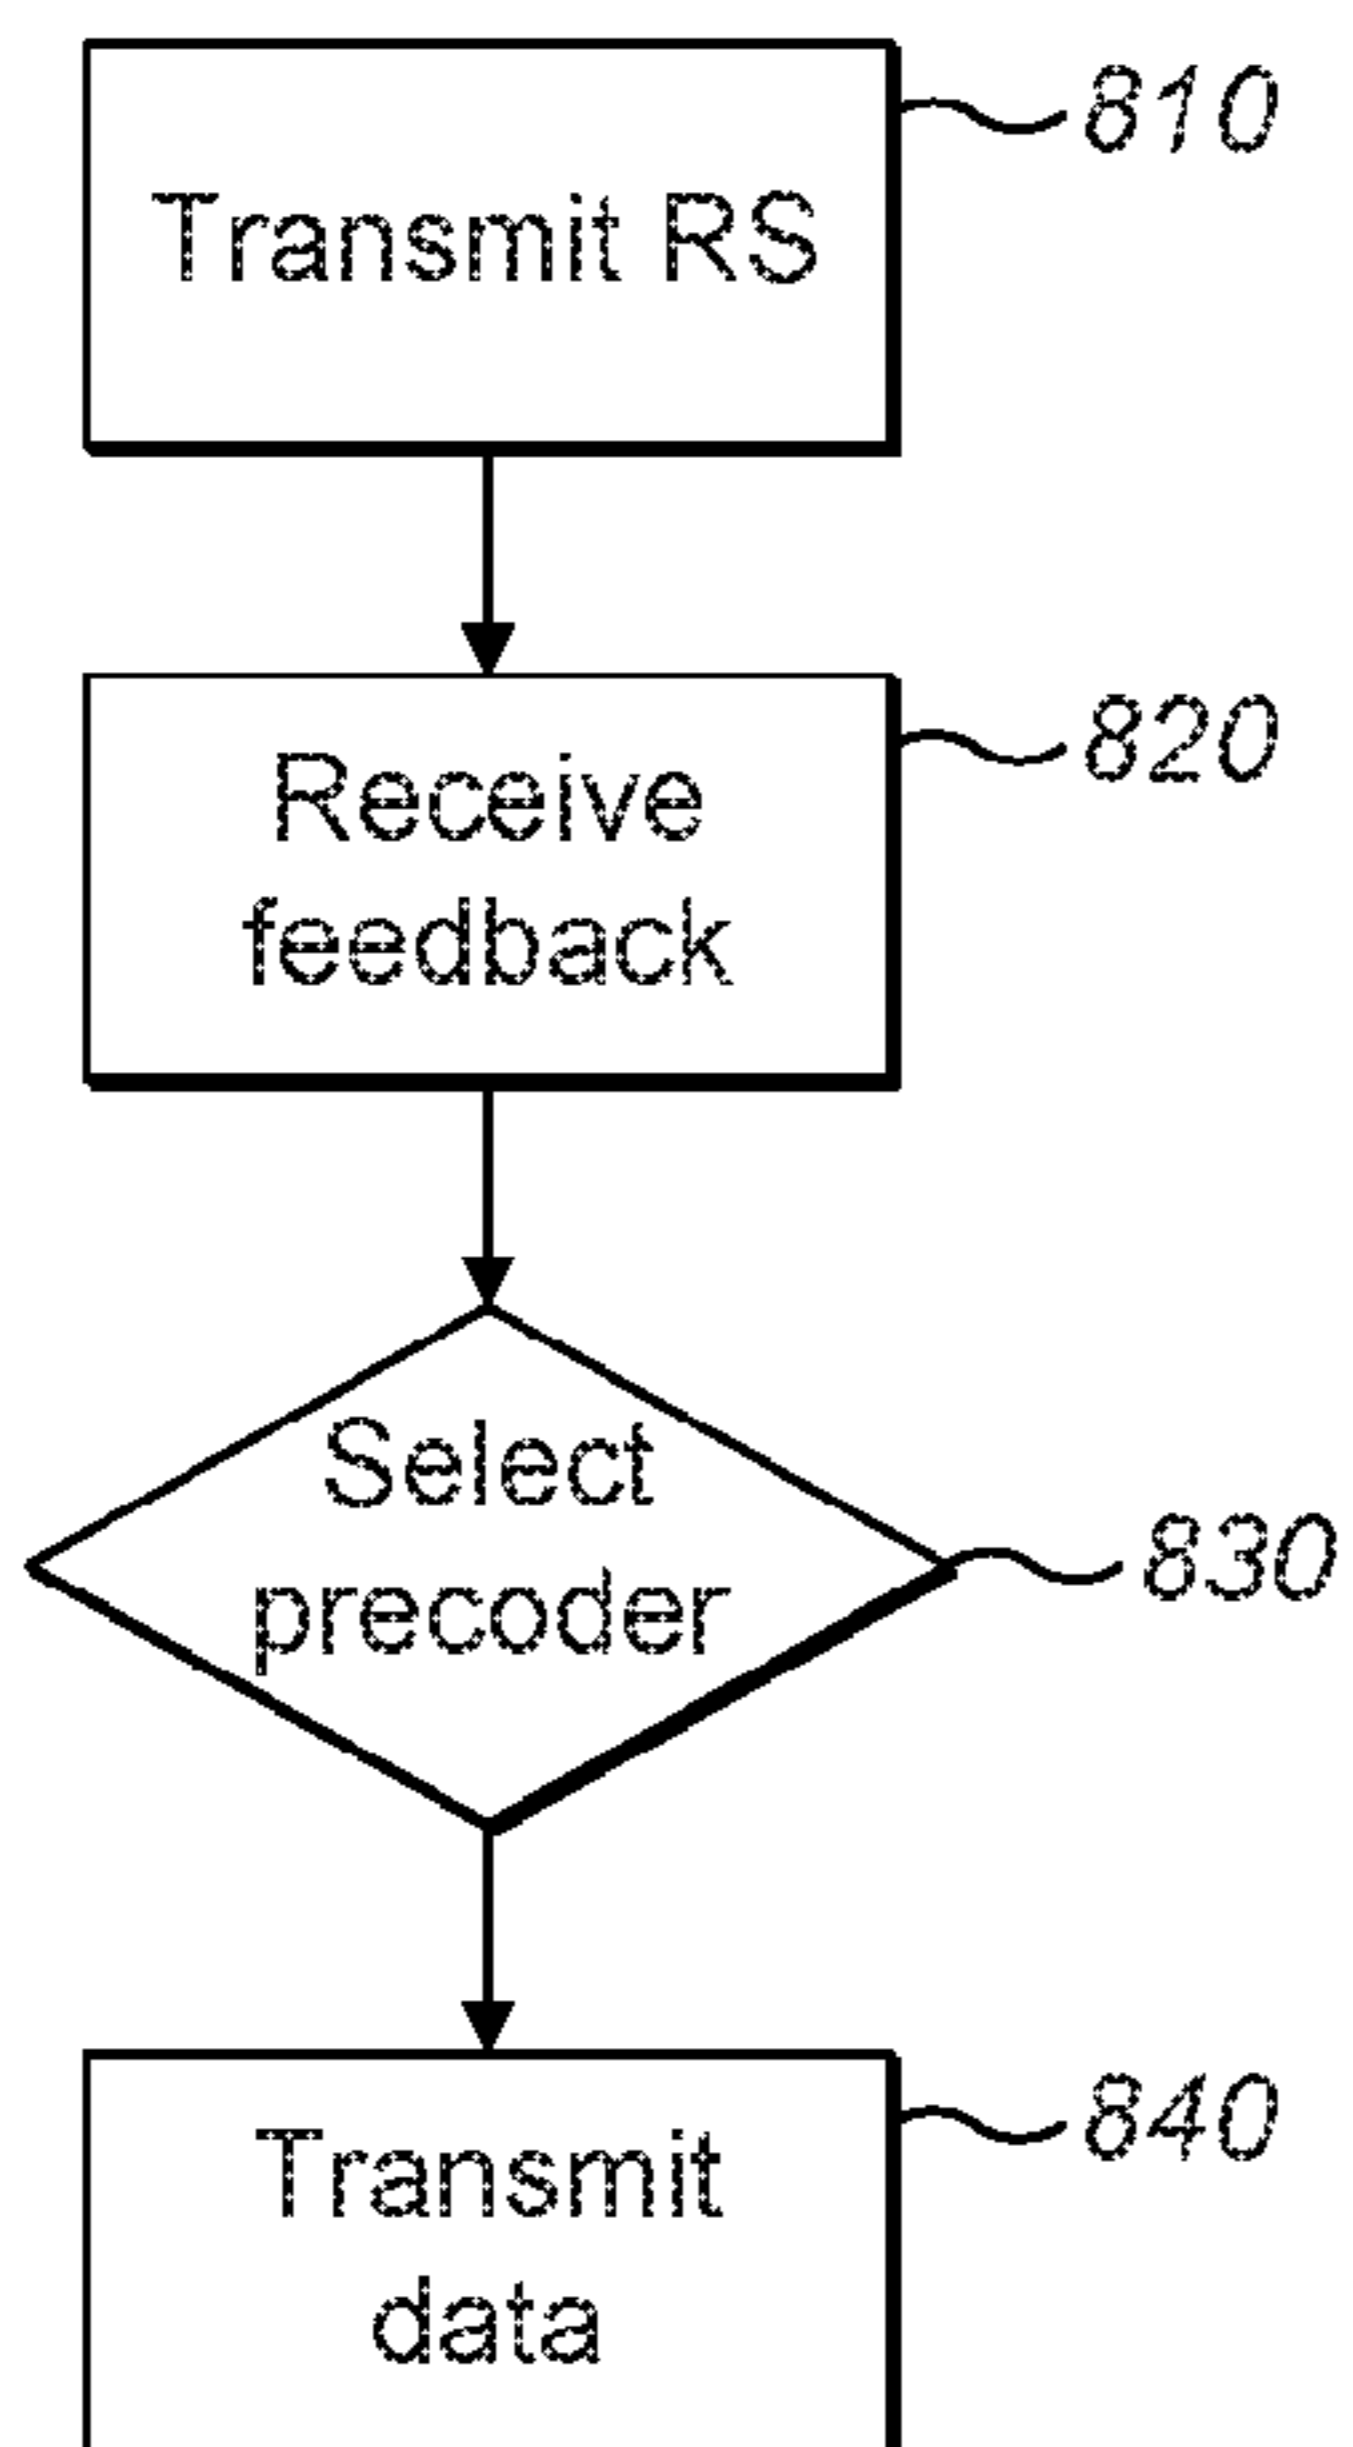 Transmit RS
810
Receive
feedback
820
Select
precoder
830
Transmit
data
840